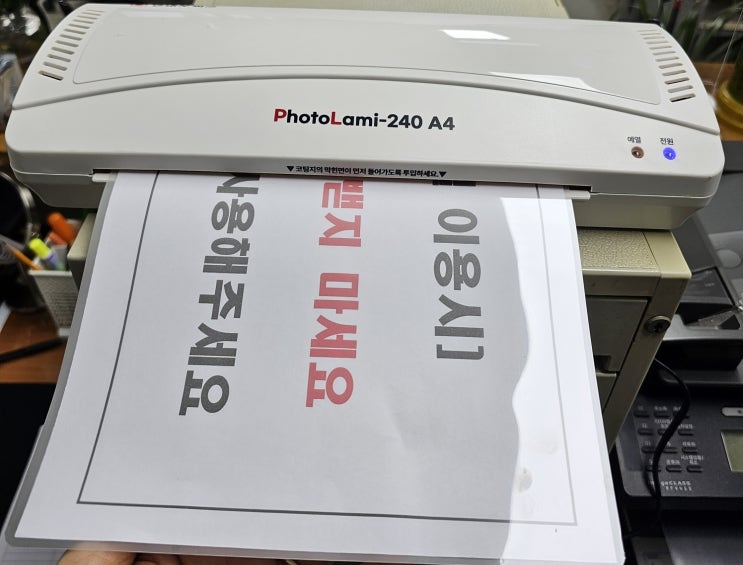 PhotoLami-240 A4
예열 전원
▼코팅지의 막힌면이 먼저 들어가도록 투입하세요.▼
이용시]
뱉지 마세요
사용해주세요